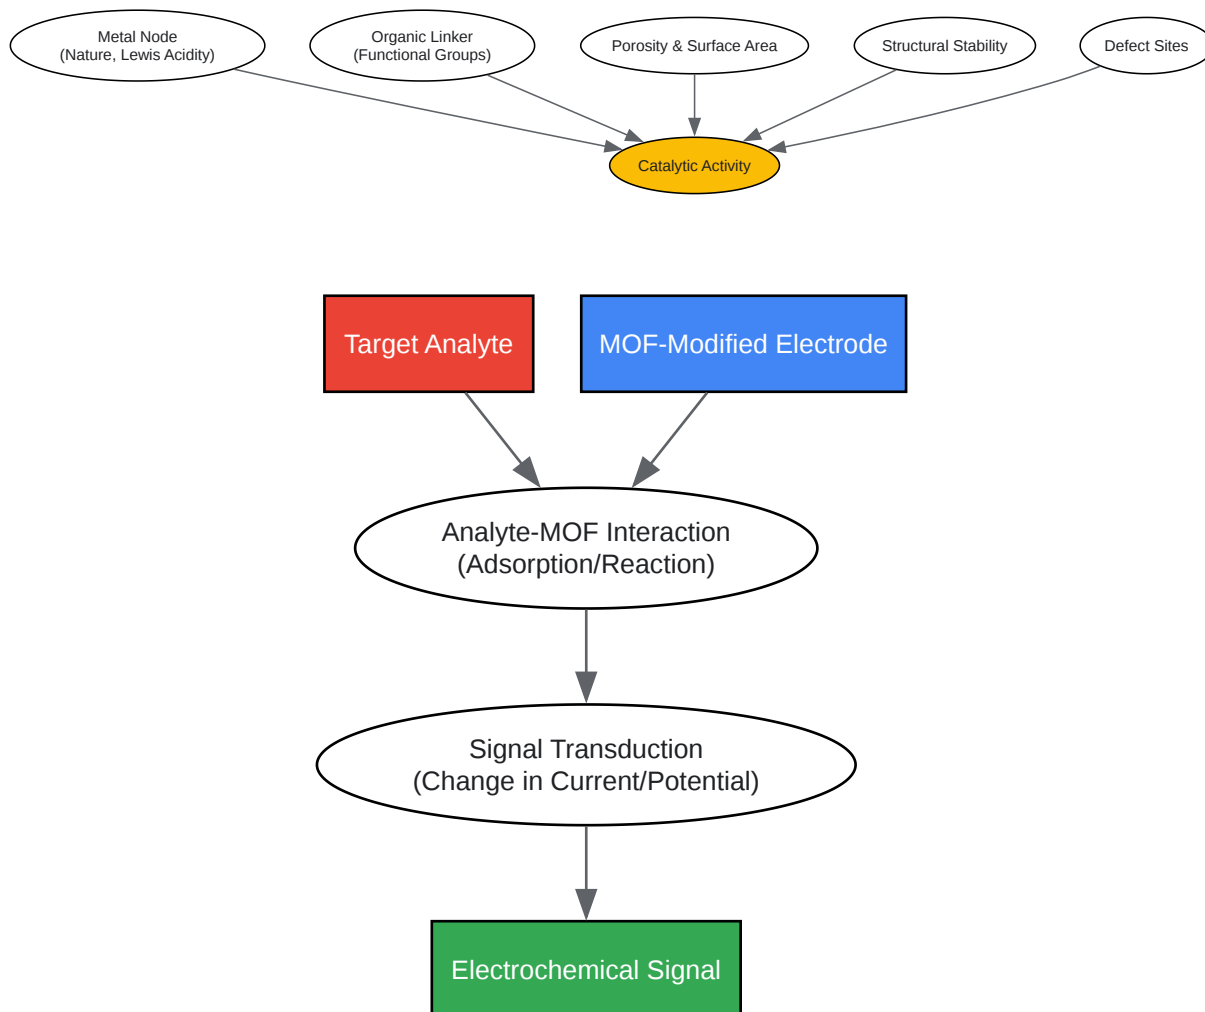 Metal Node
(Nature, Lewis Acidity)
Organic Linker
(Functional Groups)
Porosity & Surface Area
Structural Stability
Defect Sites
Catalytic Activity
Target Analyte
MOF-Modified Electrode
Analyte-MOF Interaction
(Adsorption/Reaction)
Signal Transduction
(Change in Current/Potential)
Electrochemical Signal